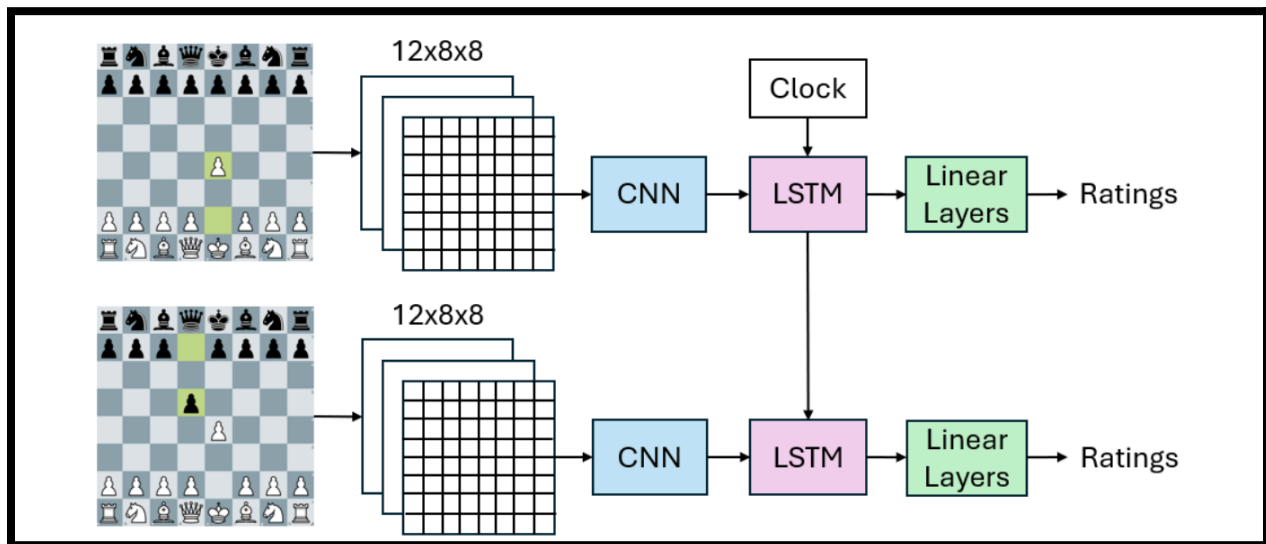 12x8x8
Clock
CNN
LSTM
Linear
Layers
Ratings
12x8x8
CNN
LSTM
Linear
Layers
Ratings